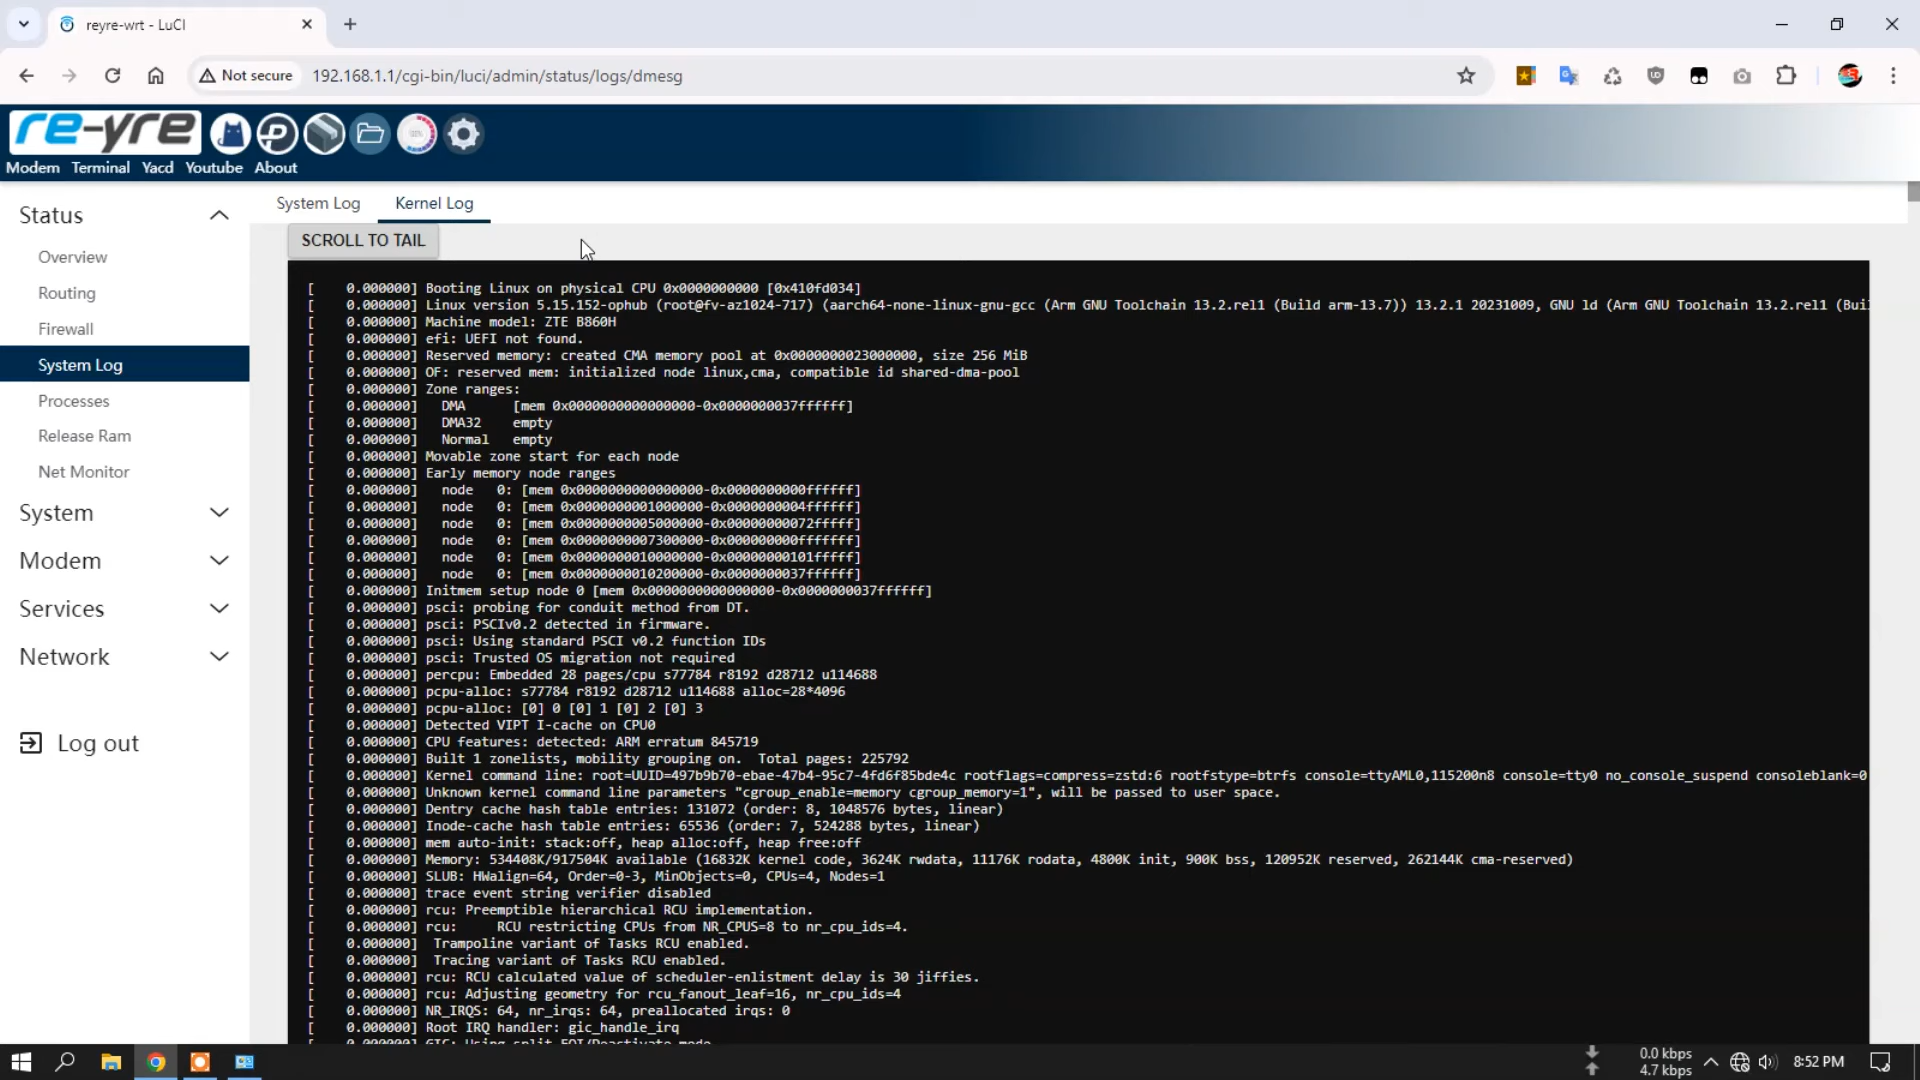 reyre-wrt - LuCI
Not secure
192.168.1.1/cgi-bin/luci/admin/status/logs/dmesg
re-yre
Modem Terminal Yacd Youtube About
Status
Overview
Routing
Firewall
System Log
Processes
Release Ram
Net Monitor
System
Modem
Services
Network
Log out
System Log
Kernel Log
SCROLL TO TAIL
[    0.000000] Booting Linux on physical CPU 0x0000000000 [0x410fd034]
[    0.000000] Linux version 5.15.152-ophub (root@fv-az1024-717) (aarch64-none-linux-gnu-gcc (Arm GNU Toolchain 13.2.rel1 (Build arm-13.7)) 13.2.1 20231009, GNU ld (Arm GNU Toolchain 13.2.rel1 (Bui
[    0.000000] Machine model: ZTE B860H
[    0.000000] efi: UEFI not found.
[    0.000000] Reserved memory: created CMA memory pool at 0x0000000023000000, size 256 MiB
[    0.000000] OF: reserved mem: initialized node linux,cma, compatible id shared-dma-pool
[    0.000000] Zone ranges:
[    0.000000]   DMA      [mem 0x0000000000000000-0x0000000037ffffff]
[    0.000000]   DMA32    empty
[    0.000000]   Normal   empty
[    0.000000] Movable zone start for each node
[    0.000000] Early memory node ranges
[    0.000000]   node   0: [mem 0x0000000000000000-0x0000000000ffffff]
[    0.000000]   node   0: [mem 0x0000000001000000-0x0000000004ffffff]
[    0.000000]   node   0: [mem 0x0000000005000000-0x00000000072fffff]
[    0.000000]   node   0: [mem 0x0000000007300000-0x000000000fffffff]
[    0.000000]   node   0: [mem 0x0000000010000000-0x00000000101fffff]
[    0.000000]   node   0: [mem 0x0000000010200000-0x0000000037ffffff]
[    0.000000] Initmem setup node 0 [mem 0x0000000000000000-0x0000000037ffffff]
[    0.000000] psci: probing for conduit method from DT.
[    0.000000] psci: PSCIv0.2 detected in firmware.
[    0.000000] psci: Using standard PSCI v0.2 function IDs
[    0.000000] psci: Trusted OS migration not required
[    0.000000] percpu: Embedded 28 pages/cpu s77784 r8192 d28712 u114688
[    0.000000] pcpu-alloc: s77784 r8192 d28712 u114688 alloc=28*4096
[    0.000000] pcpu-alloc: [0] 0 [0] 1 [0] 2 [0] 3
[    0.000000] Detected VIPT I-cache on CPU0
[    0.000000] CPU features: detected: ARM erratum 845719
[    0.000000] Built 1 zonelists, mobility grouping on.  Total pages: 225792
[    0.000000] Kernel command line: root=UUID=497b9b70-ebae-47b4-95c7-4fd6f85bde4c rootflags=compress=zstd:6 rootfstype=btrfs console=ttyAML0,115200n8 console=tty0 no_console_suspend consoleblank=0
[    0.000000] Unknown kernel command line parameters "cgroup_enable=memory cgroup_memory=1", will be passed to user space.
[    0.000000] Dentry cache hash table entries: 131072 (order: 8, 1048576 bytes, linear)
[    0.000000] Inode-cache hash table entries: 65536 (order: 7, 524288 bytes, linear)
[    0.000000] mem auto-init: stack:off, heap alloc:off, heap free:off
[    0.000000] Memory: 534408K/917504K available (16832K kernel code, 3624K rwdata, 11176K rodata, 4800K init, 900K bss, 120952K reserved, 262144K cma-reserved)
[    0.000000] SLUB: HWalign=64, Order=0-3, MinObjects=0, CPUs=4, Nodes=1
[    0.000000] trace event string verifier disabled
[    0.000000] rcu: Preemptible hierarchical RCU implementation.
[    0.000000] rcu:     RCU restricting CPUs from NR_CPUS=8 to nr_cpu_ids=4.
[    0.000000]  Trampoline variant of Tasks RCU enabled.
[    0.000000]  Tracing variant of Tasks RCU enabled.
[    0.000000] rcu: RCU calculated value of scheduler-enlistment delay is 30 jiffies.
[    0.000000] rcu: Adjusting geometry for rcu_fanout_leaf=16, nr_cpu_ids=4
[    0.000000] NR_IRQS: 64, nr_irqs: 64, preallocated irqs: 0
[    0.000000] Root IRQ handler: gic_handle_irq
[    0.000000] GIC: Using split EOI/Deactivate mode
0.0 kbps
4.7 kbps
8:52 PM